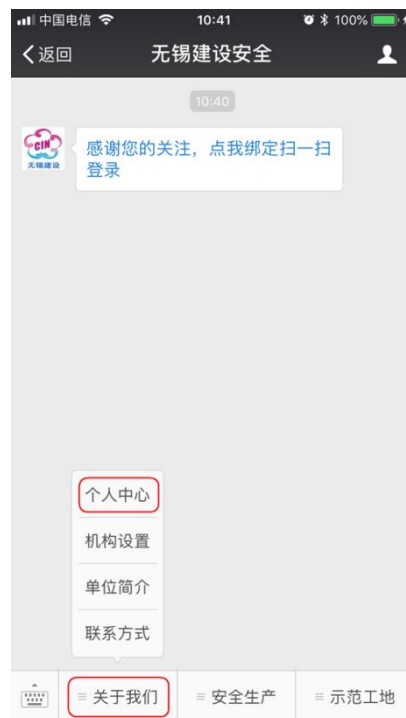 中国电信 10:41 100%
返回 无锡建设安全
10:40
CIN
无锡建设
感谢您的关注，点我绑定扫一扫
登录
个人中心
机构设置
单位简介
联系方式
关于我们 安全生产 示范工地